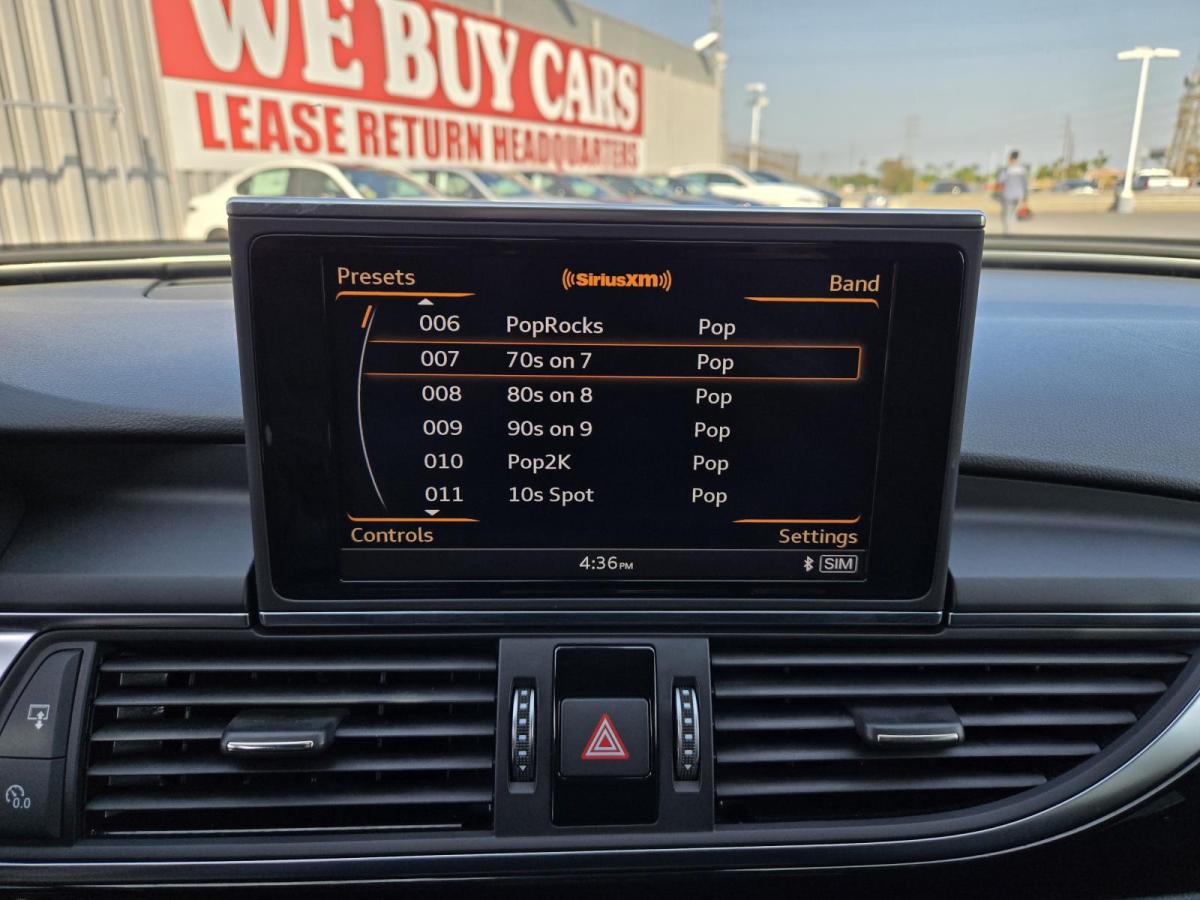 WE BUY CARS
LEASE RETURN HEADQUARTERS
Presets
SiriusXM
Band
006 PopRocks Pop
007 70s on 7 Pop
008 80s on 8 Pop
009 90s on 9 Pop
010 Pop2K Pop
011 10s Spot Pop
Controls
Settings
4:36PM
SIM
0.0